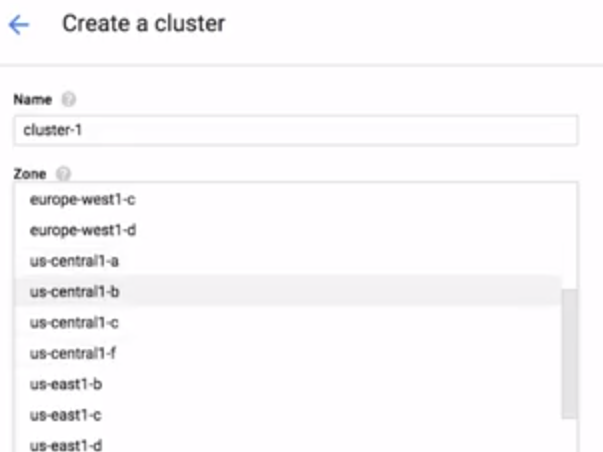 Create a cluster
Name
cluster-1
Zone
europe-west1-c
europe-west1-d
us-central1-a
us-central1-b
us-central1-c
us-central1-f
us-east1-b
us-east1-c
us-east1-d